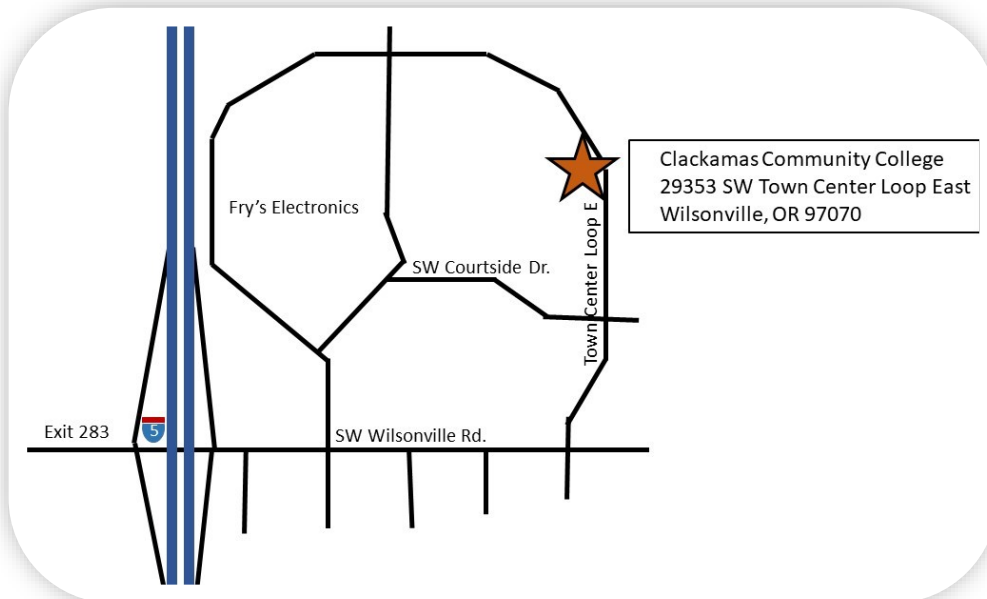 Clackamas Community College
29353 SW Town Center Loop East
Wilsonville, OR 97070
Fry's Electronics
SW Courtside Dr.
Town Center Loop E
Exit 283
5
SW Wilsonville Rd.